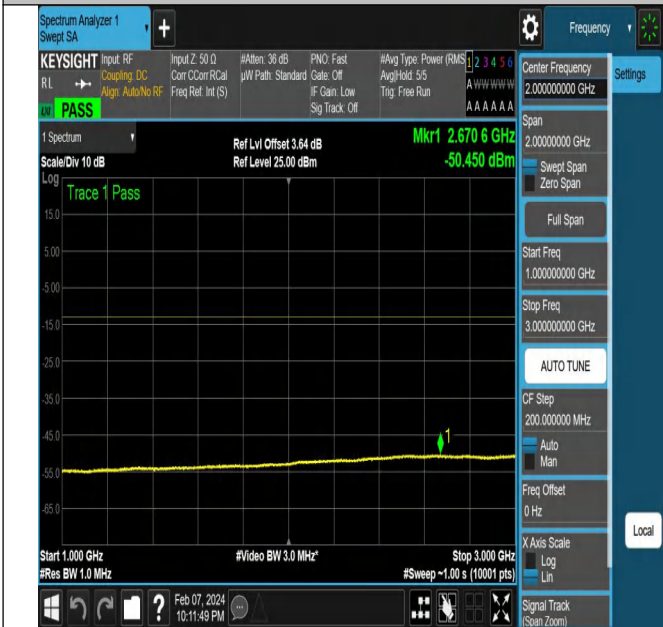 Spectrum Analyzer 1
Swept SA
+
Frequency
KEYSIGHT
RL
PASS
Input: RF
Coupling: DC
Align: Auto/No RF
Input Z: 50 Ω
Corr CCorr RCal
Freq Ref: Int (S)
#Atten: 36 dB
µW Path: Standard
PNO: Fast
Gate: Off
IF Gain: Low
Sig Track: Off
#Avg Type: Power (RMS
Avg|Hold: 5/5
Trig: Free Run
1 2 3 4 5 6
A W W W W W
A A A A A A
1 Spectrum
Scale/Div 10 dB
Ref Lvl Offset 3.64 dB
Ref Level 25.00 dBm
Mkr1 2.670 6 GHz
-50.450 dBm
Log
Trace 1 Pass
15.0
5.00
-5.00
-15.0
-25.0
-35.0
-45.0
-55.0
-65.0
1
Start 1.000 GHz
#Res BW 1.0 MHz
#Video BW 3.0 MHz*
Stop 3.000 GHz
#Sweep ~1.00 s (10001 pts)
Center Frequency
2.000000000 GHz
Span
2.00000000 GHz
Swept Span
Zero Span
Full Span
Start Freq
1.000000000 GHz
Stop Freq
3.000000000 GHz
AUTO TUNE
CF Step
200.000000 MHz
Auto
Man
Freq Offset
0 Hz
X Axis Scale
Log
Lin
Signal Track
(Span Zoom)
Settings
Local
?
Feb 07, 2024
10:11:49 PM